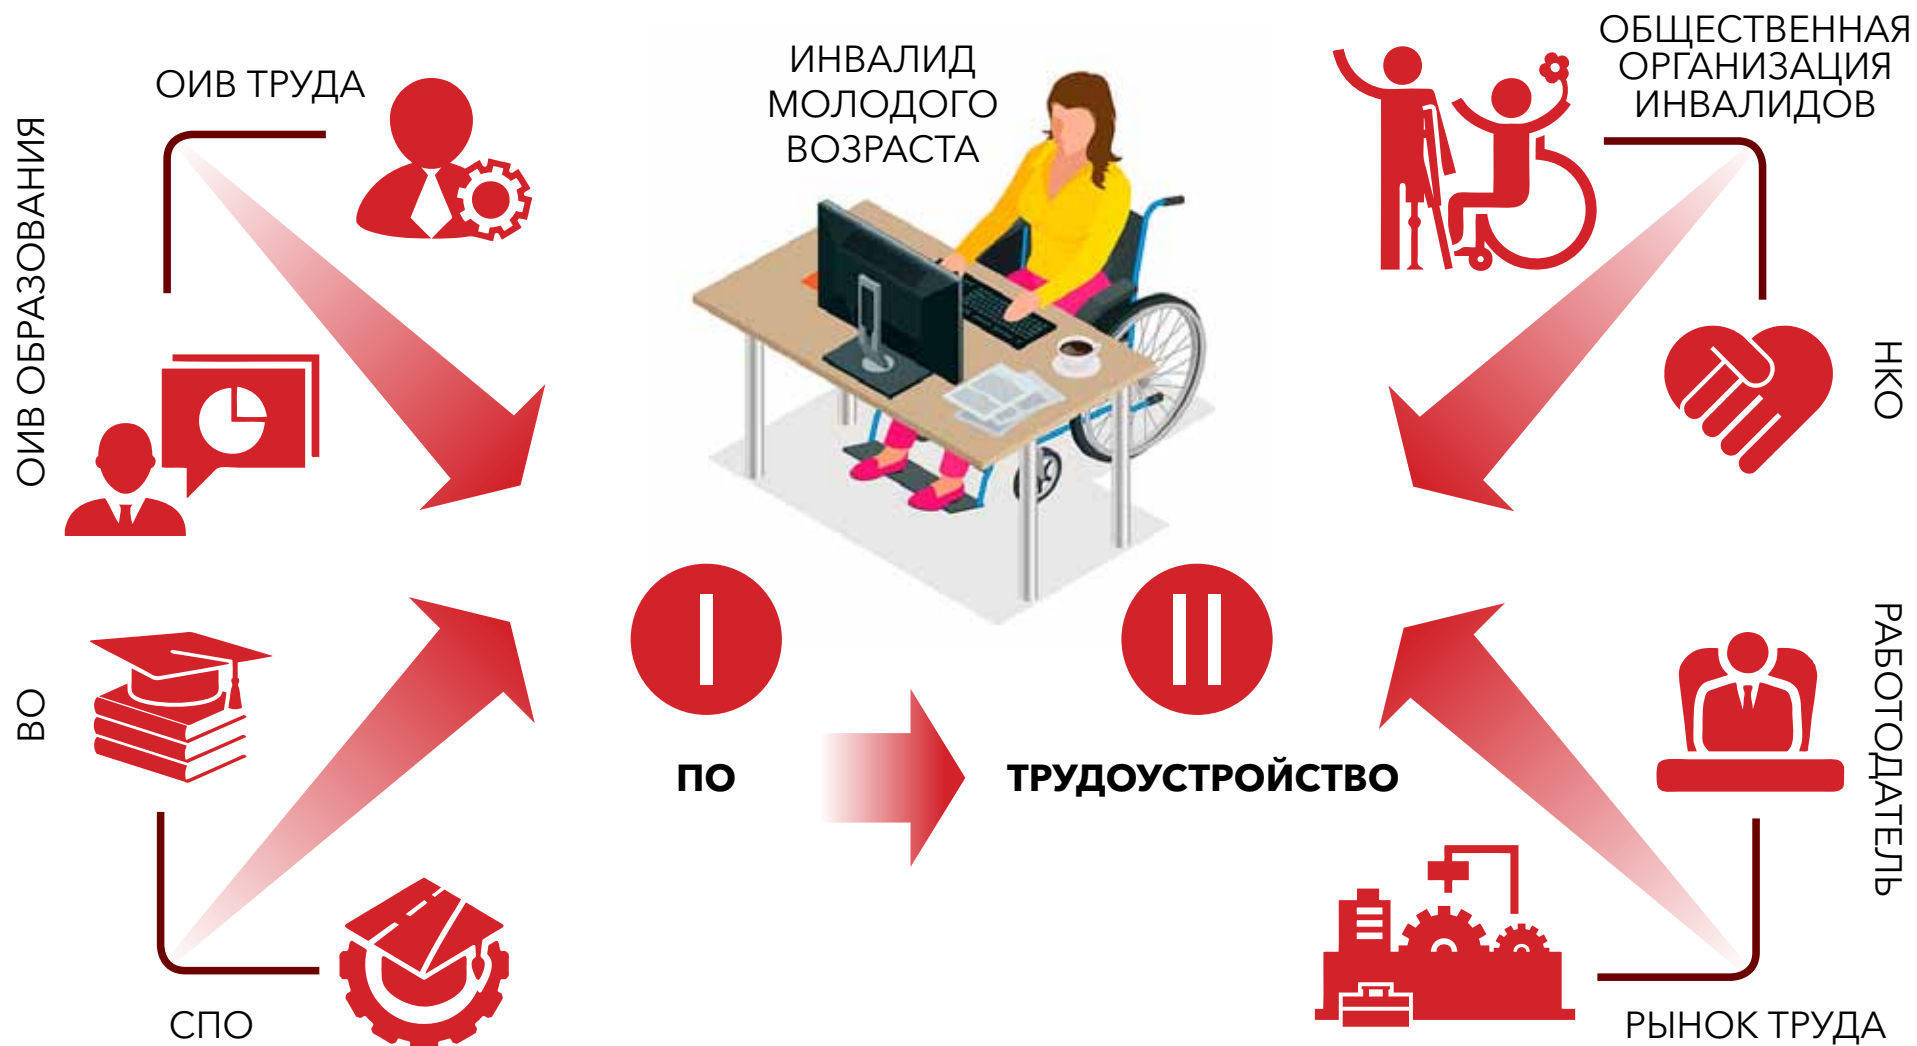 ОИВ ТРУДА
ОИВ ОБРАЗОВАНИЯ
ИНВАЛИД
МОЛОДОГО
ВОЗРАСТА
ОБЩЕСТВЕННАЯ
ОРГАНИЗАЦИЯ
ИНВАЛИДОВ
НКО
ВО
СПО
I
II
ПО
ТРУДОУСТРОЙСТВО
РАБОТОДАТЕЛЬ
РЫНОК ТРУДА